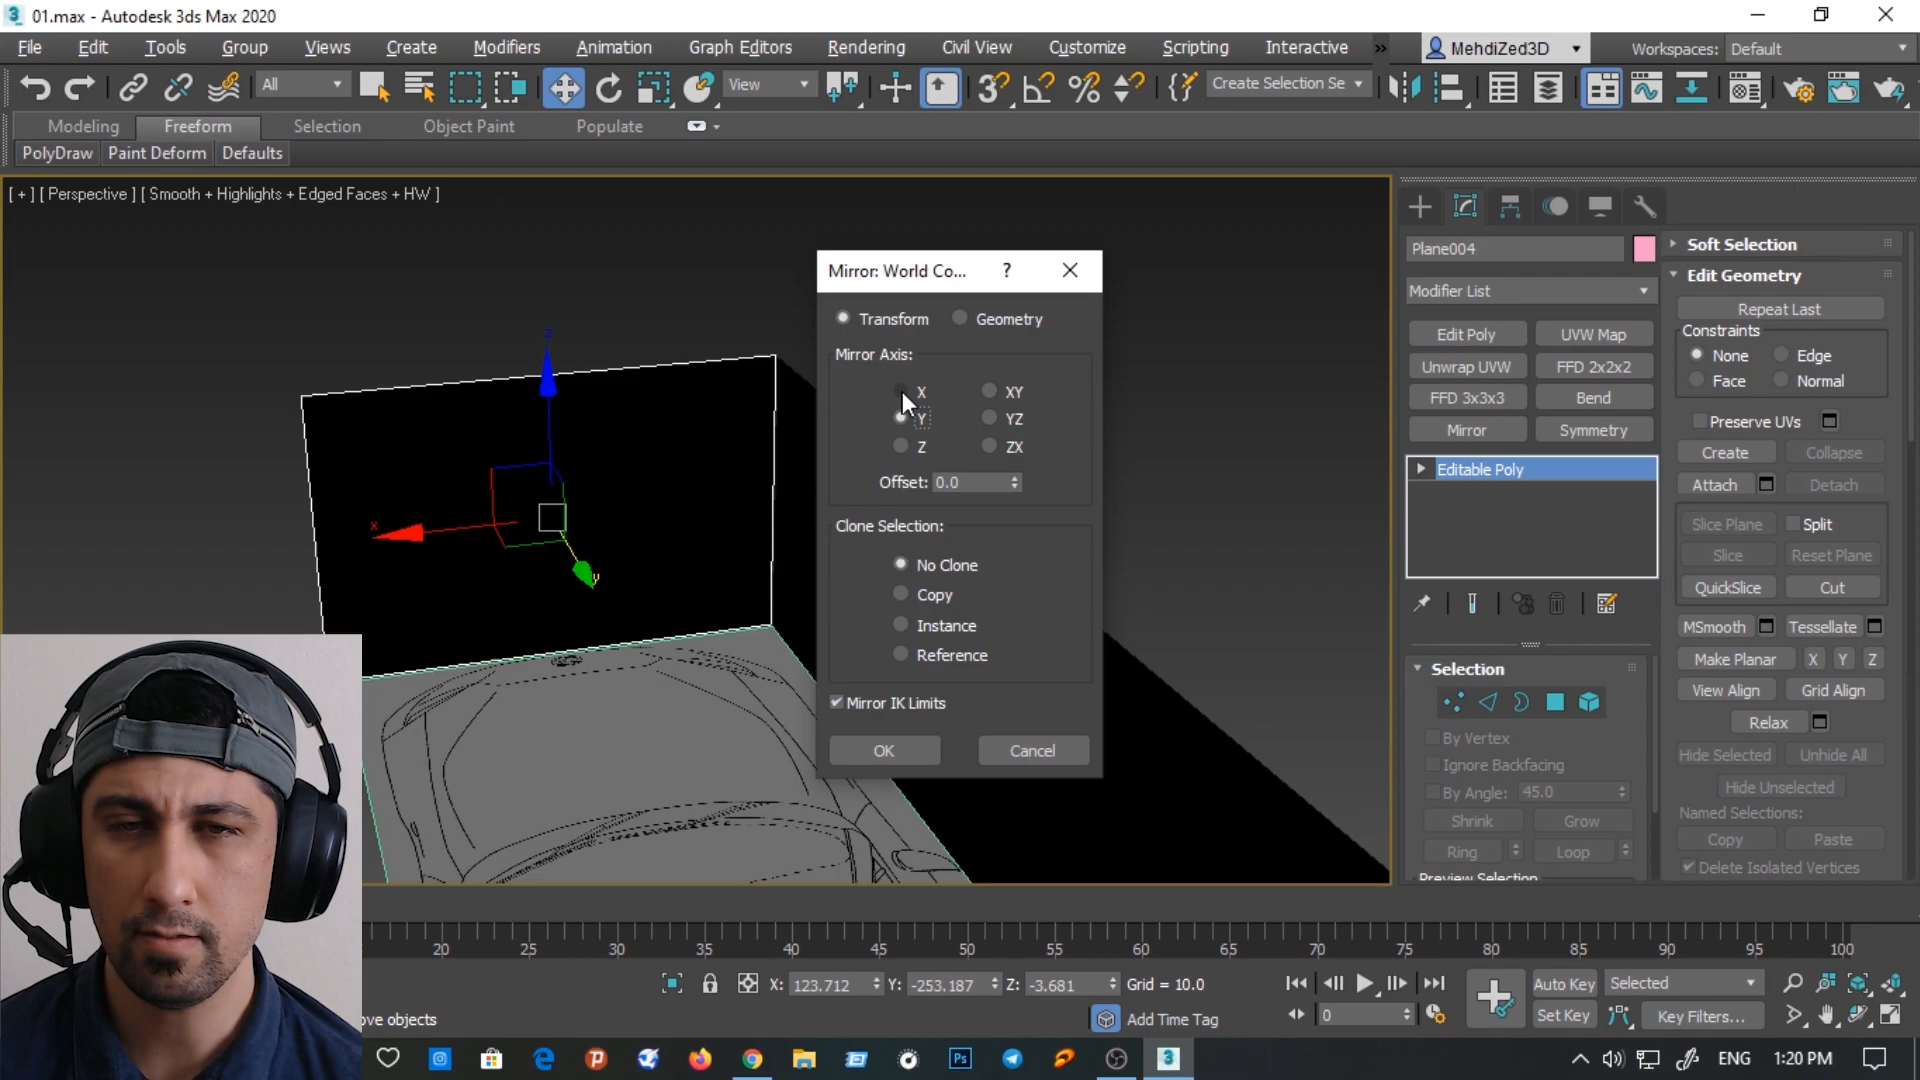 01.max - Autodesk 3ds Max 2020
File Edit Tools Group Views Create Modifiers Animation Graph Editors Rendering Civil View Customize Scripting Interactive » MehdiZed3D Workspaces: Default
All View Create Selection Se
Modeling Freeform Selection Object Paint Populate
PolyDraw Paint Deform Defaults
[ + ] [ Perspective ] [ Smooth + Highlights + Edged Faces + HW ]
z
x
y
Mirror: World Co... ?
Transform Geometry
Mirror Axis:
X XY
Y YZ
Z ZX
Offset: 0.0
Clone Selection:
No Clone
Copy
Instance
Reference
Mirror IK Limits
OK Cancel
Plane004
Modifier List
Edit Poly UVW Map
Unwrap UVW FFD 2x2x2
FFD 3x3x3 Bend
Mirror Symmetry
Editable Poly
Selection
By Vertex
Ignore Backfacing
By Angle: 45.0
Shrink Grow
Ring Loop
Preview Selection
Soft Selection
Edit Geometry
Repeat Last
Constraints
None Edge
Face Normal
Preserve UVs
Create Collapse
Attach Detach
Slice Plane Split
Slice Reset Plane
QuickSlice Cut
MSmooth Tessellate
Make Planar X Y Z
View Align Grid Align
Relax
Hide Selected Unhide All
Hide Unselected
Named Selections:
Copy Paste
Delete Isolated Vertices
20 25 30 35 40 45 50 55 60 65 70 75 80 85 90 95 100
X: 123.712 Y: -253.187 Z: -3.681 Grid = 10.0
Auto Key Selected
ove objects
Add Time Tag
0
Set Key Key Filters...
Ps
3
ENG 1:20 PM